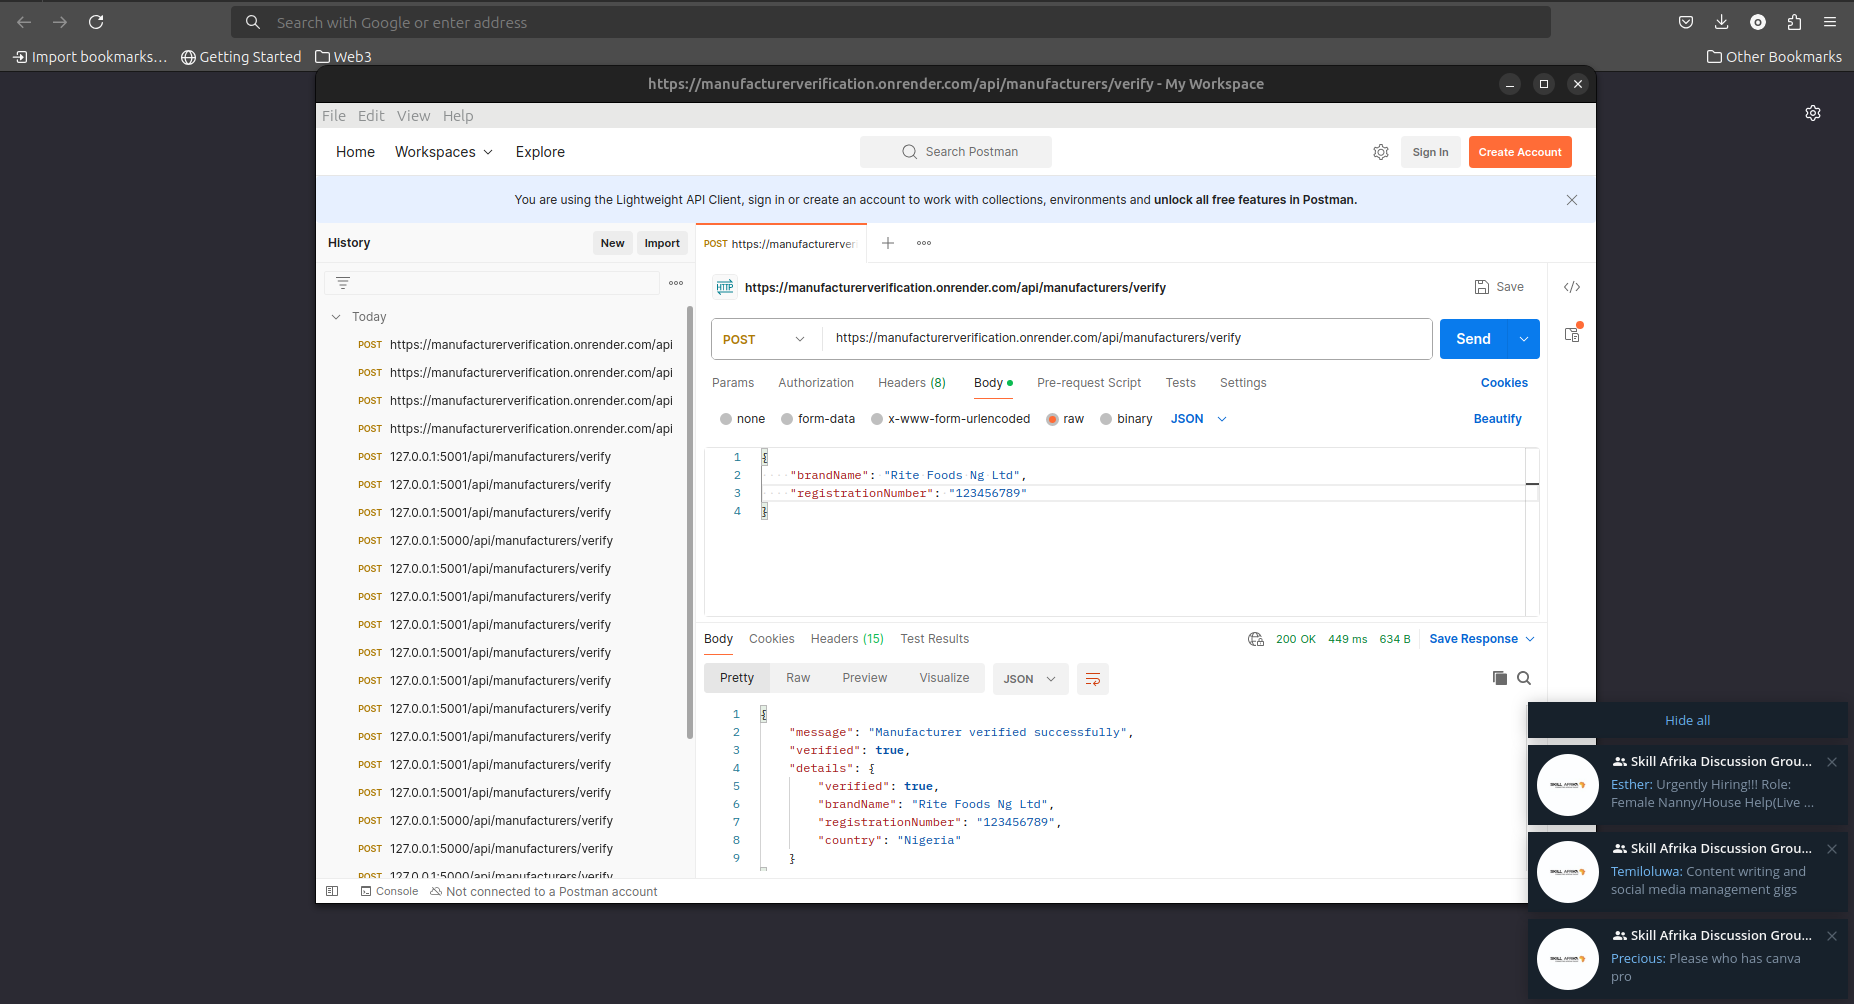 Search with Google or enter address
Import bookmarks...
Getting Started
Web3
Other Bookmarks
https://manufacturerverification.onrender.com/api/manufacturers/verify - My Workspace
File Edit View Help
Home Workspaces Explore
Search Postman
Sign In
Create Account
You are using the Lightweight API Client, sign in or create an account to work with collections, environments and unlock all free features in Postman.
History
New
Import
POST https://manufacturerver
HTTP
https://manufacturerverification.onrender.com/api/manufacturers/verify
Save
Today
POST https://manufacturerverification.onrender.com/api
POST https://manufacturerverification.onrender.com/api
POST https://manufacturerverification.onrender.com/api
POST https://manufacturerverification.onrender.com/api
POST 127.0.0.1:5001/api/manufacturers/verify
POST 127.0.0.1:5001/api/manufacturers/verify
POST 127.0.0.1:5001/api/manufacturers/verify
POST 127.0.0.1:5000/api/manufacturers/verify
POST 127.0.0.1:5001/api/manufacturers/verify
POST 127.0.0.1:5001/api/manufacturers/verify
POST 127.0.0.1:5001/api/manufacturers/verify
POST 127.0.0.1:5001/api/manufacturers/verify
POST 127.0.0.1:5001/api/manufacturers/verify
POST 127.0.0.1:5001/api/manufacturers/verify
POST 127.0.0.1:5001/api/manufacturers/verify
POST 127.0.0.1:5001/api/manufacturers/verify
POST 127.0.0.1:5001/api/manufacturers/verify
POST 127.0.0.1:5000/api/manufacturers/verify
POST 127.0.0.1:5000/api/manufacturers/verify
POST 127.0.0.1:5000/api/manufacturers/verify
POST
https://manufacturerverification.onrender.com/api/manufacturers/verify
Send
Params Authorization Headers (8) Body Pre-request Script Tests Settings
Cookies
none form-data x-www-form-urlencoded raw binary JSON
Beautify
1 {
2 "brandName": "Rite Foods Ng Ltd",
3 "registrationNumber": "123456789"
4 }
Body Cookies Headers (15) Test Results
200 OK 449 ms 634 B Save Response
Pretty Raw Preview Visualize JSON
1 {
2 "message": "Manufacturer verified successfully",
3 "verified": true,
4 "details": {
5 "verified": true,
6 "brandName": "Rite Foods Ng Ltd",
7 "registrationNumber": "123456789",
8 "country": "Nigeria"
9 }
Console
Not connected to a Postman account
Hide all
Skill Afrika Discussion Grou...
Esther: Urgently Hiring!!! Role:
Female Nanny/House Help(Live ...
SKILL AFRIKA
Skill Afrika Discussion Grou...
Temiloluwa: Content writing and
social media management gigs
SKILL AFRIKA
Skill Afrika Discussion Grou...
Precious: Please who has canva
pro
SKILL AFRIKA